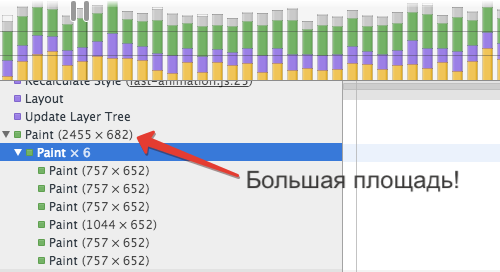 Recalculate Style (fast-animation.js:25)
Layout
Update Layer Tree
Paint (2455 × 682)
Paint × 6
Paint (757 × 652)
Paint (757 × 652)
Paint (757 × 652)
Paint (1044 × 652)
Paint (757 × 652)
Paint (757 × 652)
Большая площадь!